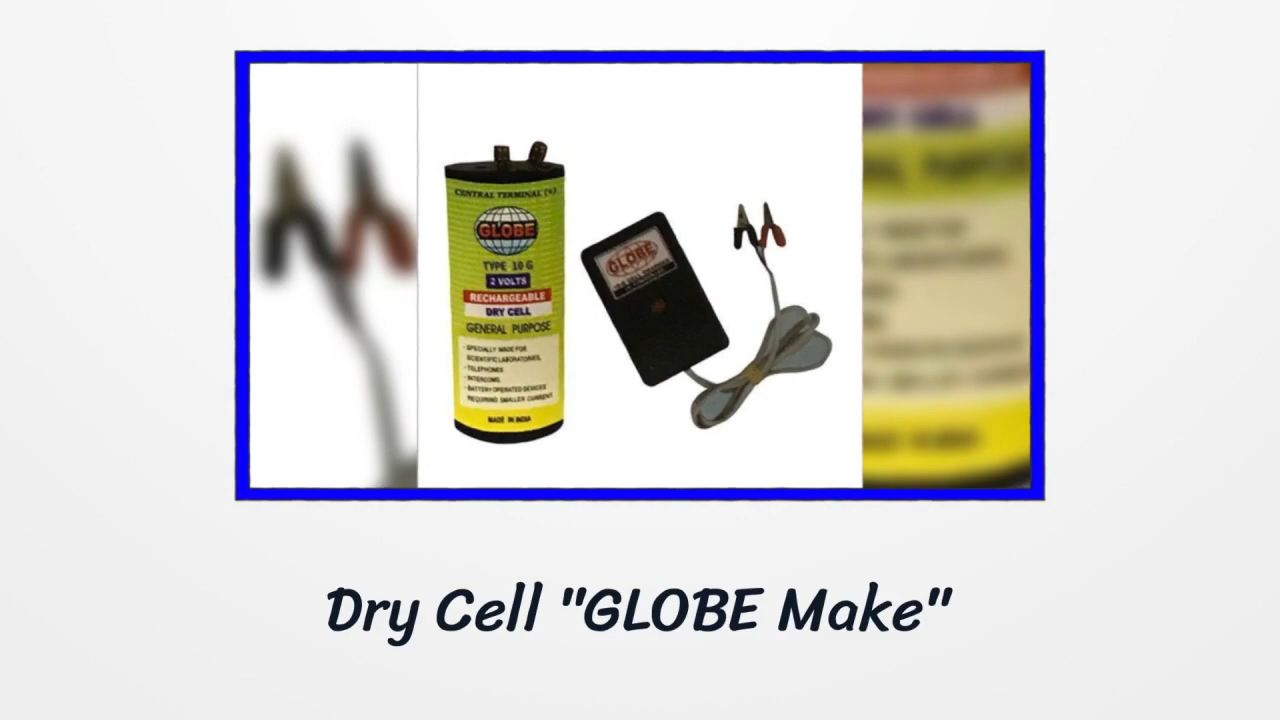 CENTRAL TERMINAL (+)
GLOBE
TYPE 10 G
2 VOLTS
RECHARGEABLE
DRY CELL
GENERAL PURPOSE
• SPECIALLY MADE FOR
SCIENTIFIC LABORATORIES,
• TELEPHONES
• INTERCOMS,
• BATTERY OPERATED DEVICES
REQUIRING SMALLER CURRENT.
MADE IN INDIA
GLOBE
Dry Cell "GLOBE Make"